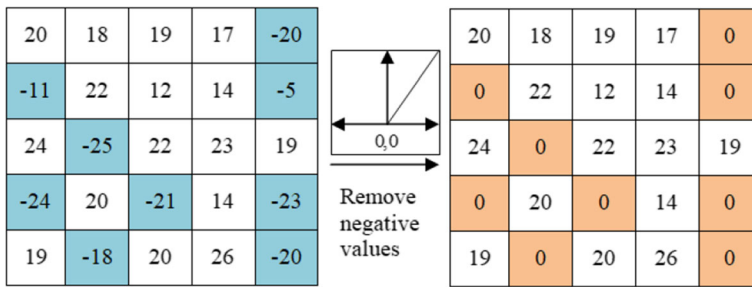 20 18 19 17 -20
-11 22 12 14 -5
24 -25 22 23 19
-24 20 -21 14 -23
19 -18 20 26 -20
0,0
Remove
negative
values
20 18 19 17 0
0 22 12 14 0
24 0 22 23 19
0 20 0 14 0
19 0 20 26 0